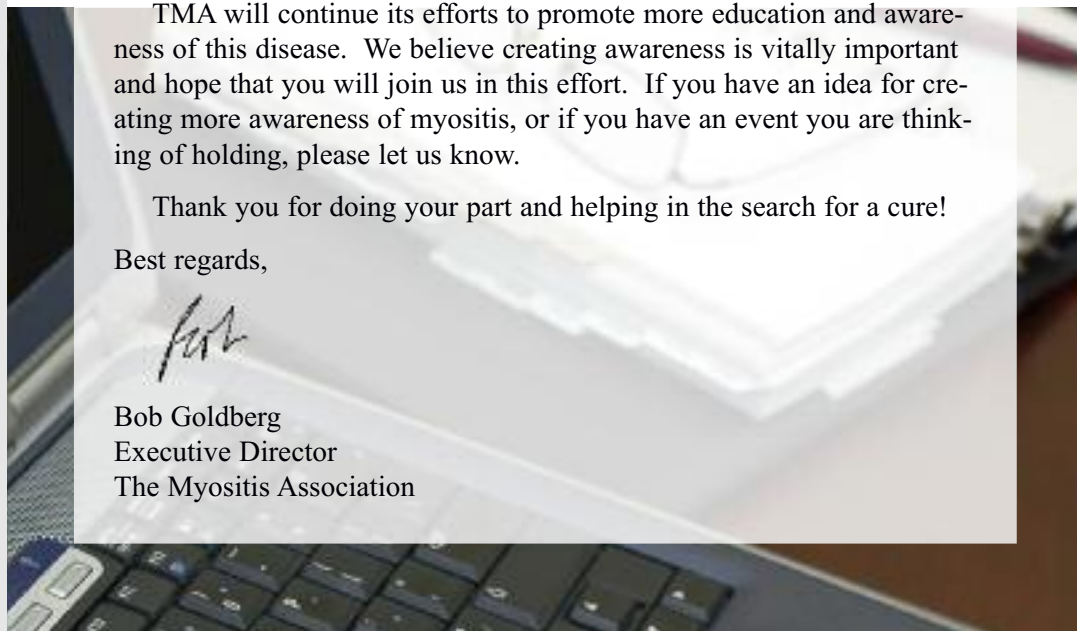 TMA will continue its efforts to promote more education and aware-
ness of this disease.  We believe creating awareness is vitally important
and hope that you will join us in this effort.  If you have an idea for cre-
ating more awareness of myositis, or if you have an event you are think-
ing of holding, please let us know.
Thank you for doing your part and helping in the search for a cure!
Best regards,
Bob Goldberg
Executive Director
The Myositis Association